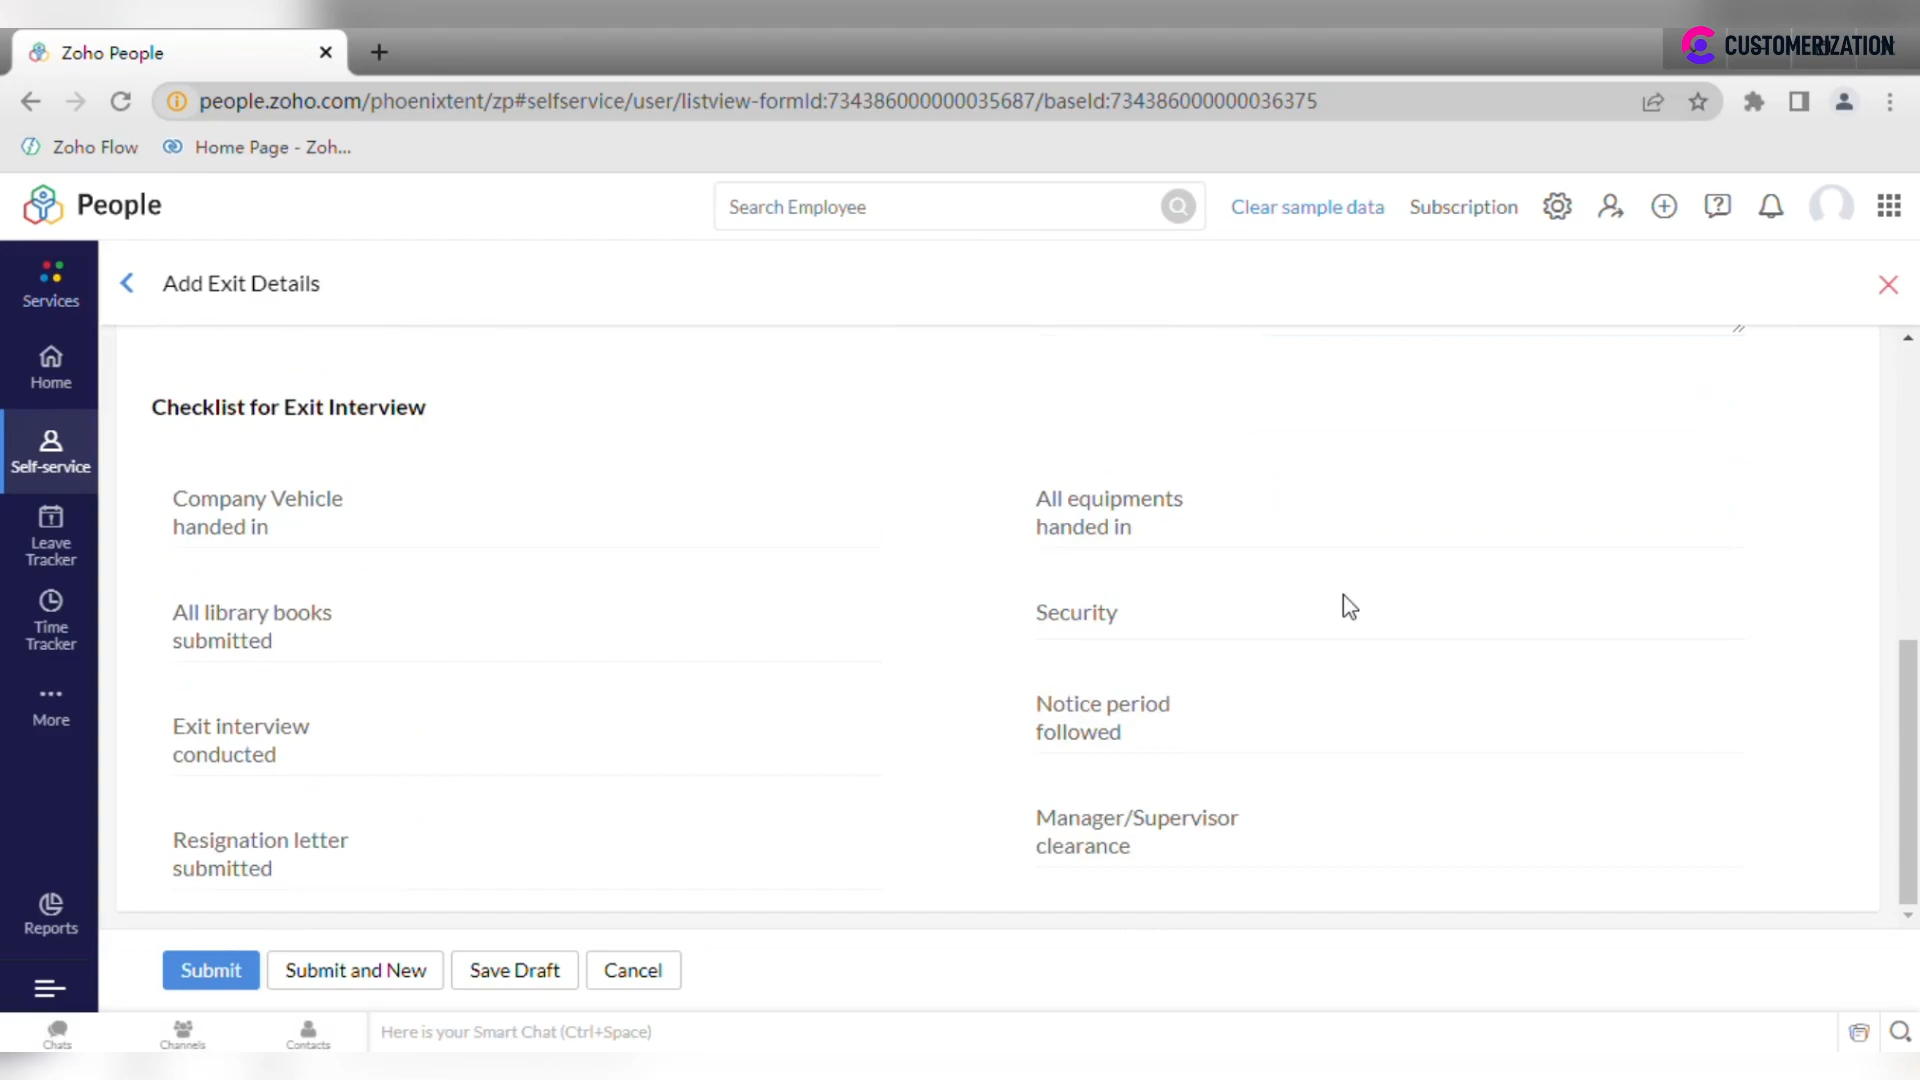 Zoho People
CUSTOMERIZATION
people.zoho.com/phoenixtent/zp#selfservice/user/listview-formId:734386000000035687/baseId:734386000000036375
Zoho Flow
Home Page - Zoh...
People
Search Employee
Clear sample data
Subscription
Services
Home
Self-service
Leave
Tracker
Time
Tracker
More
Reports
Add Exit Details
Checklist for Exit Interview
Company Vehicle
handed in
All equipments
handed in
All library books
submitted
Security
Exit interview
conducted
Notice period
followed
Resignation letter
submitted
Manager/Supervisor
clearance
Submit
Submit and New
Save Draft
Cancel
Chats
Channels
Contacts
Here is your Smart Chat (Ctrl+Space)